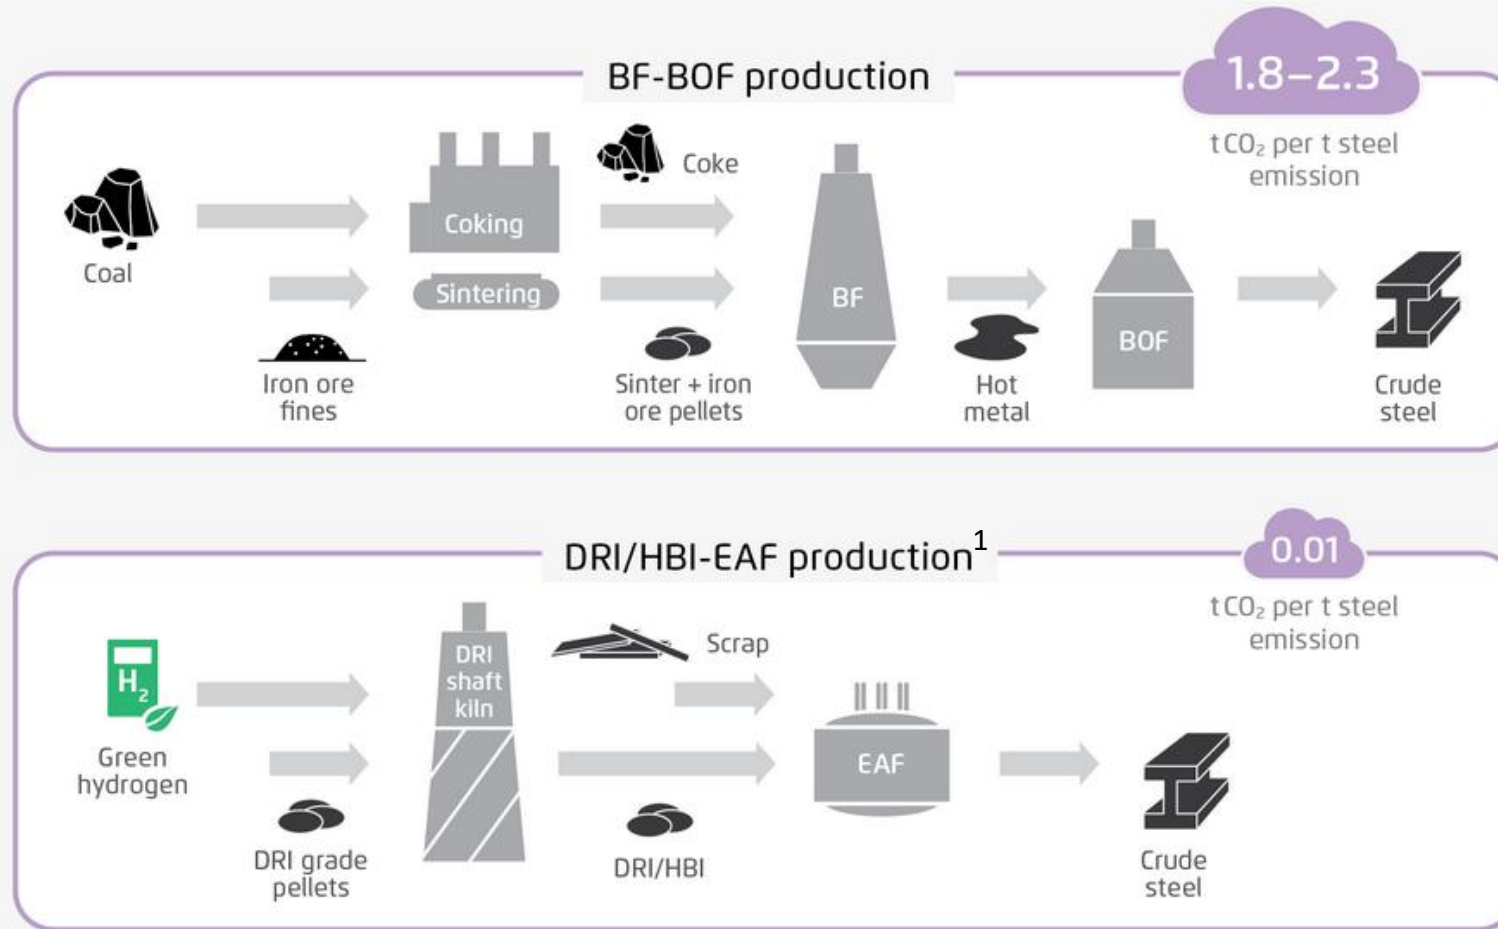 BF-BOF production
1.8–2.3
t CO₂ per t steel
emission
Coal
Coking
Coke
Sintering
Iron ore
fines
Sinter + iron
ore pellets
BF
Hot
metal
BOF
Crude
steel
DRI/HBI-EAF production¹
0.01
t CO₂ per t steel
emission
H₂
Green
hydrogen
DRI grade
pellets
DRI
shaft
kiln
Scrap
DRI/HBI
EAF
Crude
steel